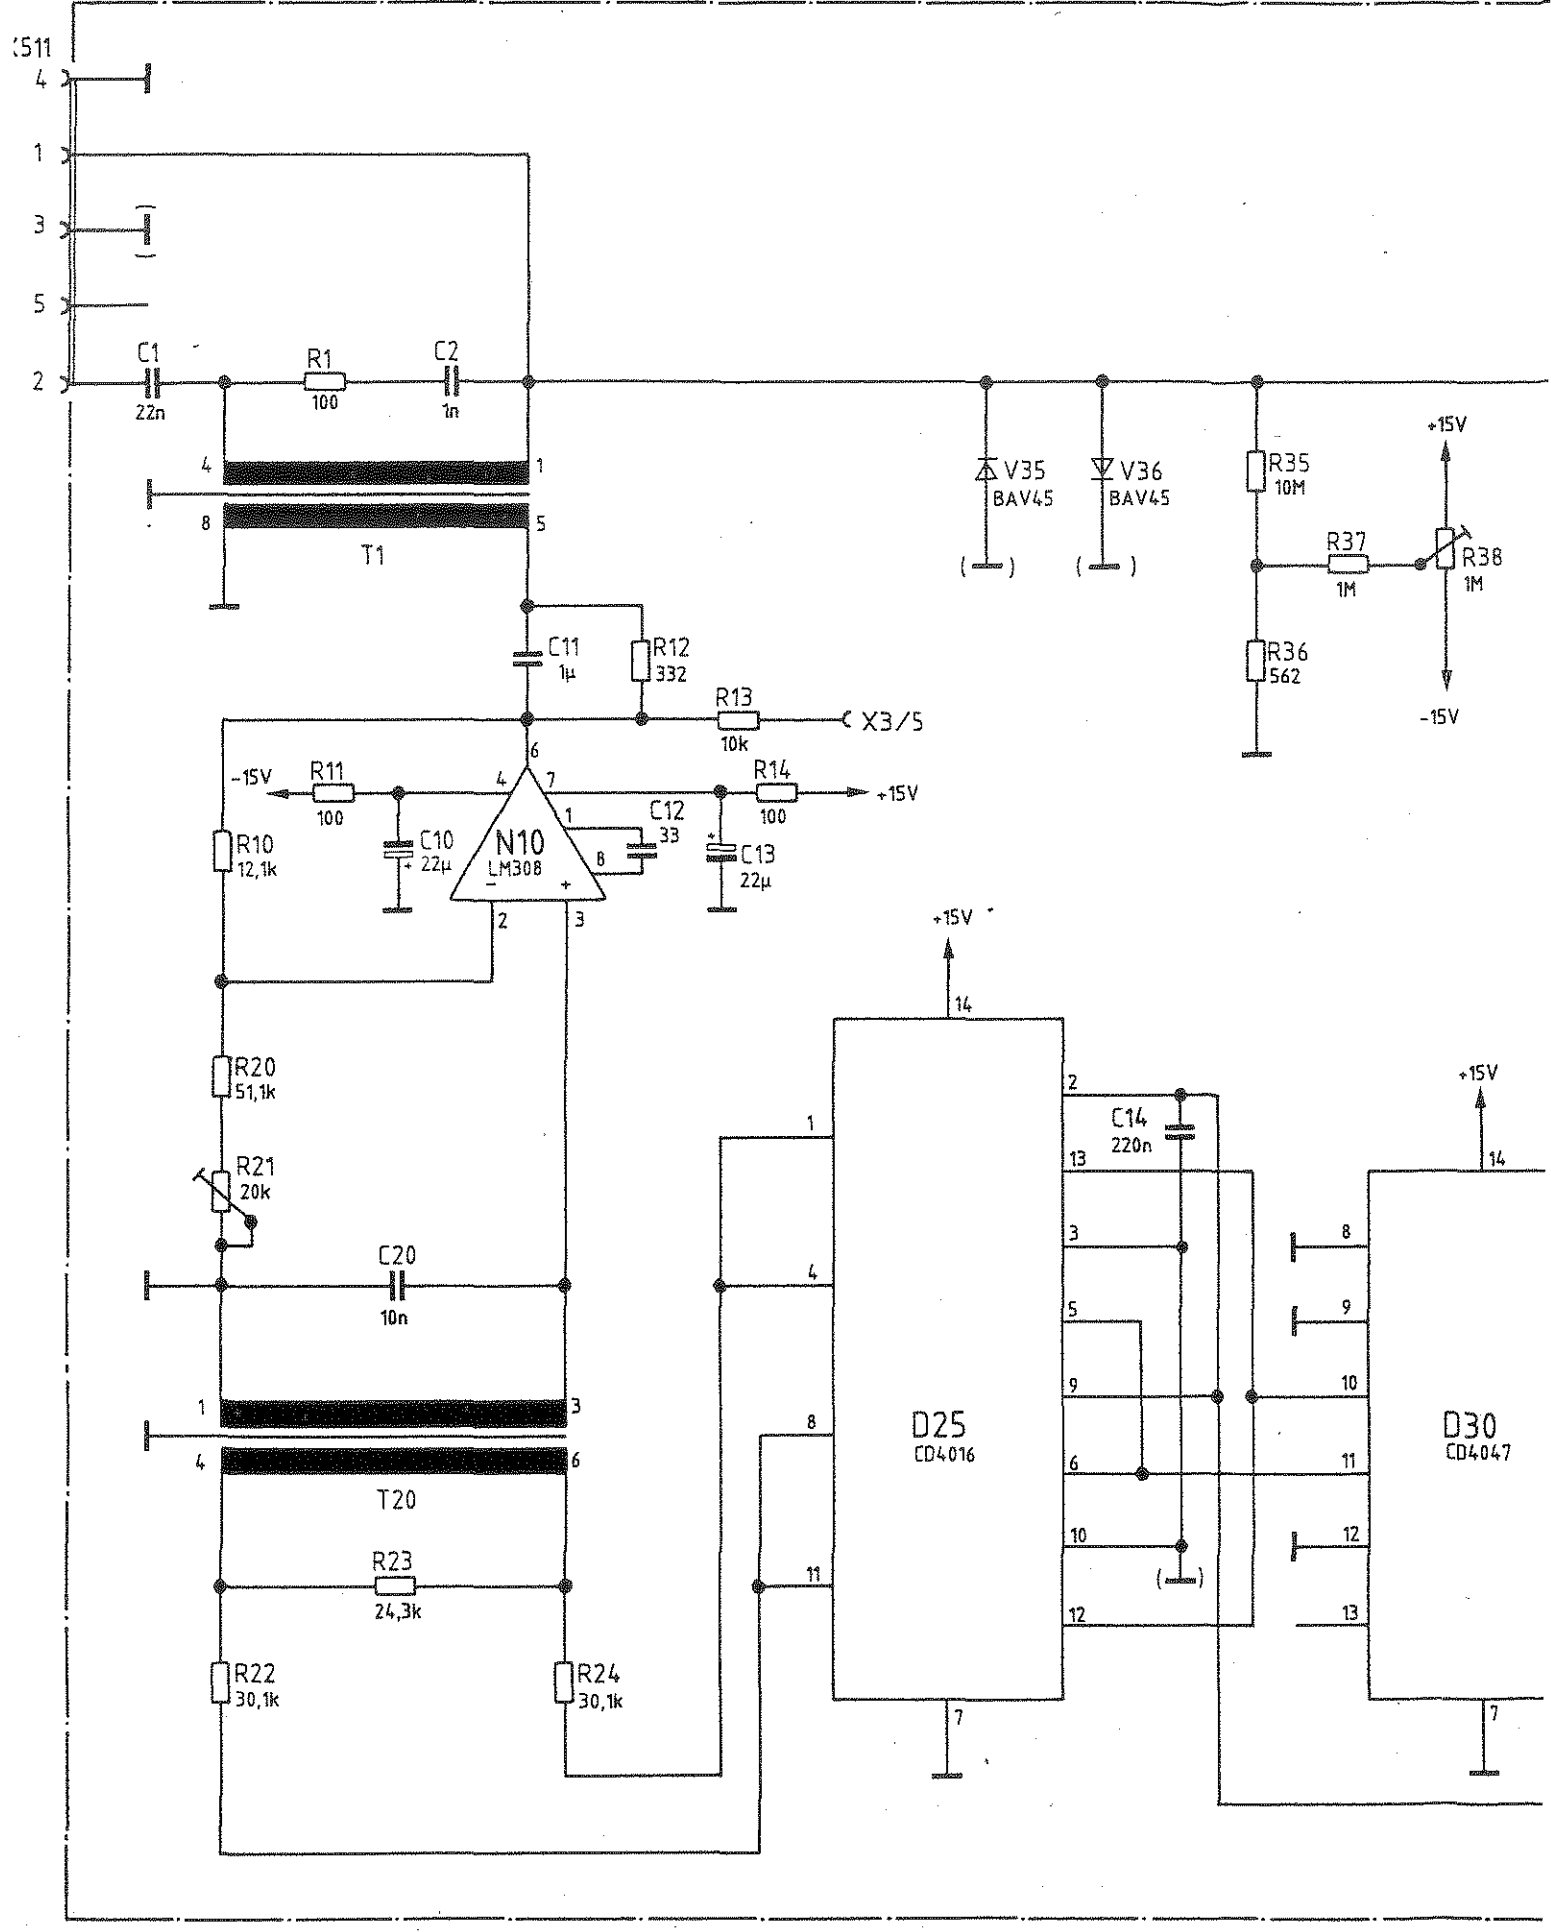 511
4
1
3
5
2
C1
22n
R1
100
C2
1n
4
1
8
5
T1
V35
BAV45
V36
BAV45
( )
( )
R35
10M
+15V
R37
1M
R38
1M
R36
562
-15V
C11
1µ
R12
332
R13
10k
X3/5
6
-15V
R11
100
4
7
R14
100
+15V
1
C12
33
8
N10
LM308
- +
C10
22µ
+
+
C13
22µ
R10
12,1k
2
3
+15V
14
R20
51,1k
R21
20k
C20
10n
1
3
4
6
T20
R23
24,3k
R22
30,1k
R24
30,1k
1
4
8
11
D25
CD4016
2
13
3
5
9
6
10
12
7
C14
220n
( )
+15V
14
8
9
10
11
12
13
D30
CD4047
7